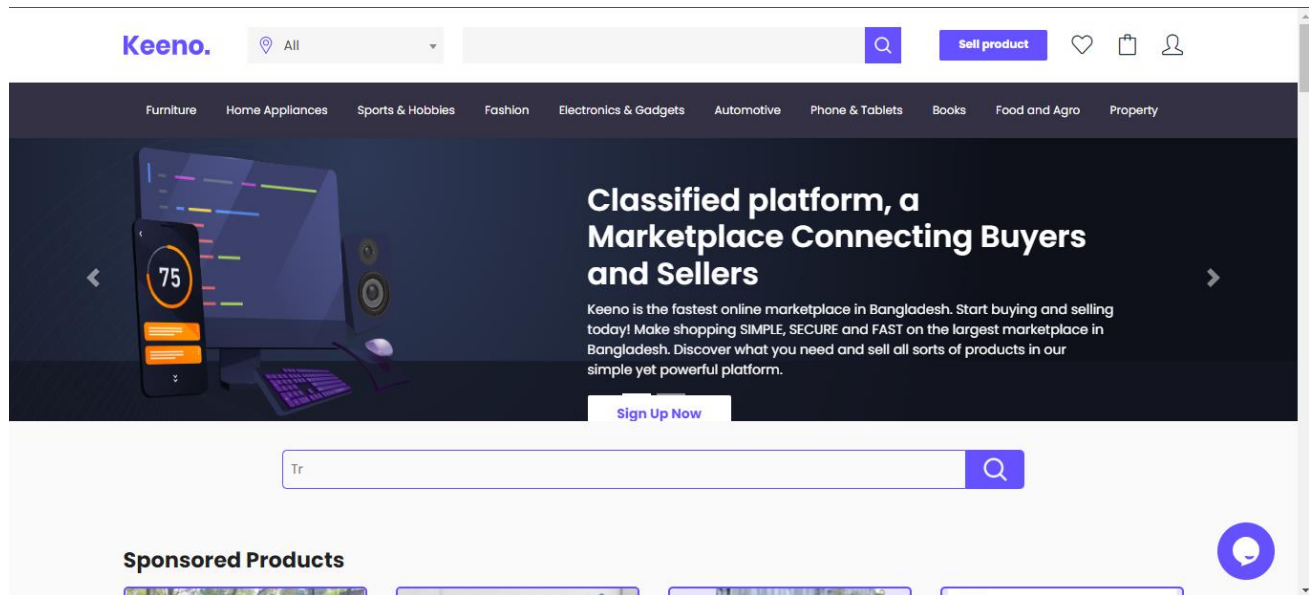 Keeno.
All
Sell product
Furniture Home Appliances Sports & Hobbies Fashion Electronics & Gadgets Automotive Phone & Tablets Books Food and Agro Property
75
Classified platform, a
Marketplace Connecting Buyers
and Sellers
Keeno is the fastest online marketplace in Bangladesh. Start buying and selling
today! Make shopping SIMPLE, SECURE and FAST on the largest marketplace in
Bangladesh. Discover what you need and sell all sorts of products in our
simple yet powerful platform.
Sign Up Now
Tr
Sponsored Products